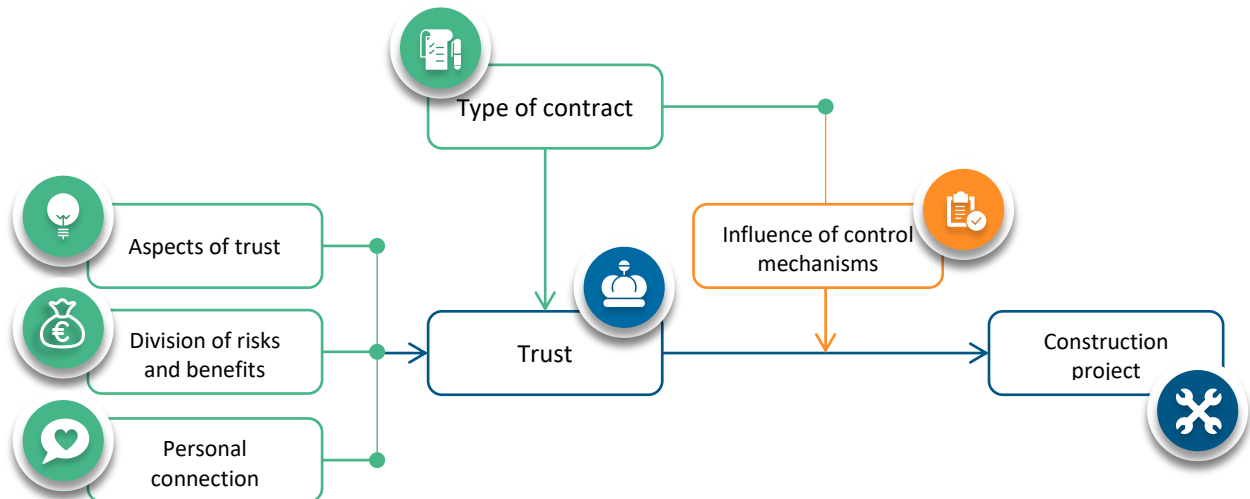 Type of contract
Influence of control
mechanisms
Aspects of trust
Division of risks
and benefits
€
Trust
Construction
project
Personal
connection